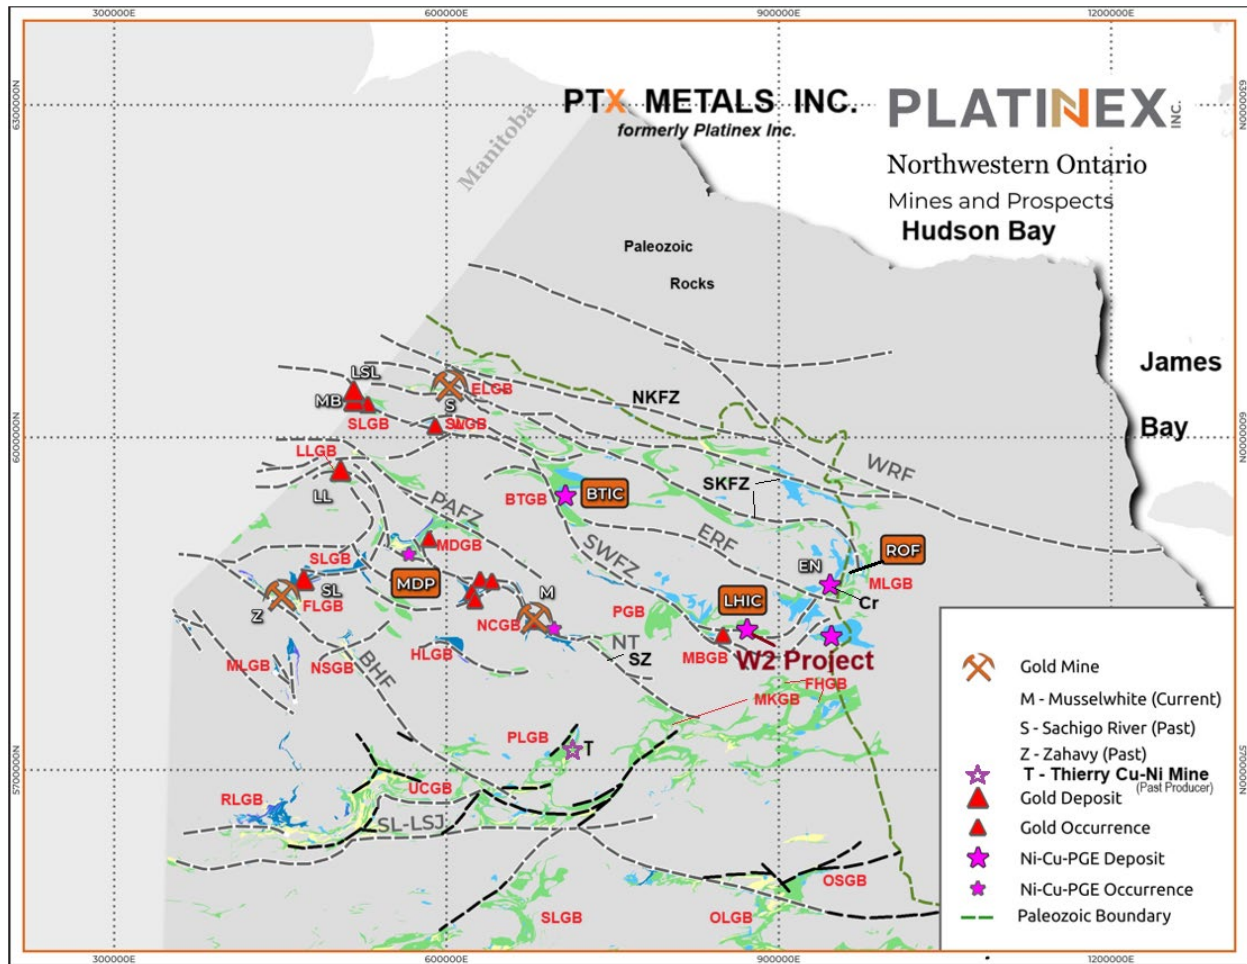 300000E
600000E
900000E
1200000E
6300000N
6300000N
PTX METALS INC.
formerly Platinex Inc.
PLATINEX INC.
Manitoba
Northwestern Ontario
Mines and Prospects
Hudson Bay
Paleozoic
Rocks
James
Bay
LSL
MB
SLGB
S
ELGB
NKFZ
6000000N
6000000N
LLGB
LL
WRF
PAFZ
BTGB
BTIC
SKFZ
MDGB
SWFZ
ERF
EN
ROF
MLGB
Cr
SLGB
SL
FLGB
Z
MDP
M
NCGB
PGB
LHIC
NT
SZ
MBGB
W2 Project
FHGB
MKGB
MLGB
NSGB
BHF
HLGB
PLGB
T
5700000N
5700000N
UCGB
RLGB
SL-LSJ
SLGB
OLGB
OSGB
Gold Mine
M - Musselwhite (Current)
S - Sachigo River (Past)
Z - Zahavy (Past)
T - Thierry Cu-Ni Mine
(Past Producer)
Gold Deposit
Gold Occurrence
Ni-Cu-PGE Deposit
Ni-Cu-PGE Occurrence
Paleozoic Boundary
300000E
600000E
900000E
1200000E